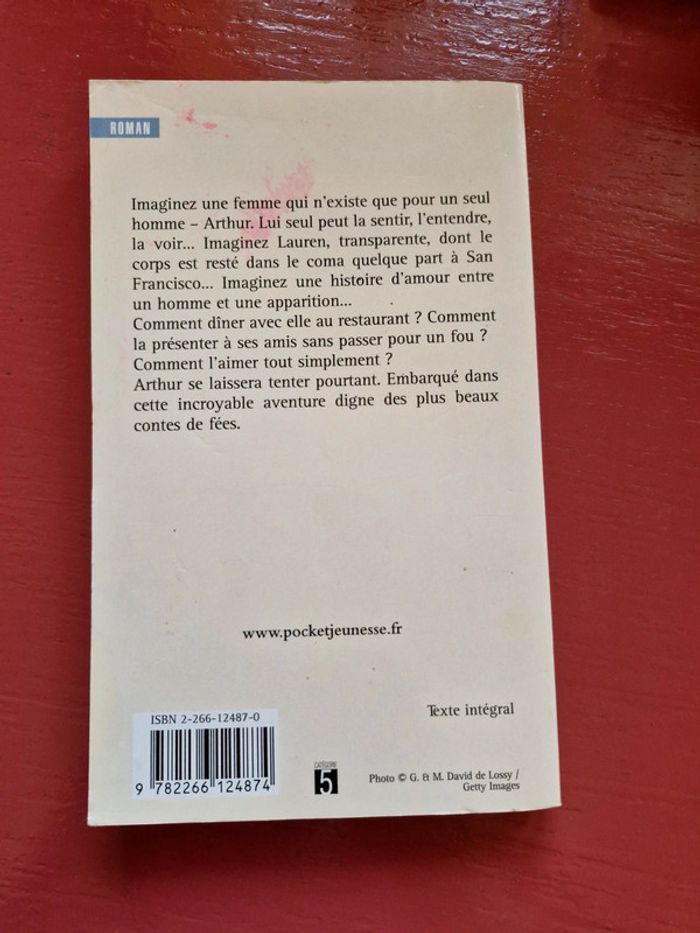 ROMAN
Imaginez une femme qui n'existe que pour un seul
homme – Arthur. Lui seul peut la sentir, l'entendre,
la voir... Imaginez Lauren, transparente, dont le
corps est resté dans le coma quelque part à San
Francisco... Imaginez une histoire d'amour entre
un homme et une apparition...
Comment dîner avec elle au restaurant ? Comment
la présenter à ses amis sans passer pour un fou ?
Comment l'aimer tout simplement ?
Arthur se laissera tenter pourtant. Embarqué dans
cette incroyable aventure digne des plus beaux
contes de fées.
www.pocketjeunesse.fr
Texte intégral
ISBN 2-266-12487-0
9 782266 124874
CATÉGORIE
5
Photo © G. & M. David de Lossy /
Getty Images